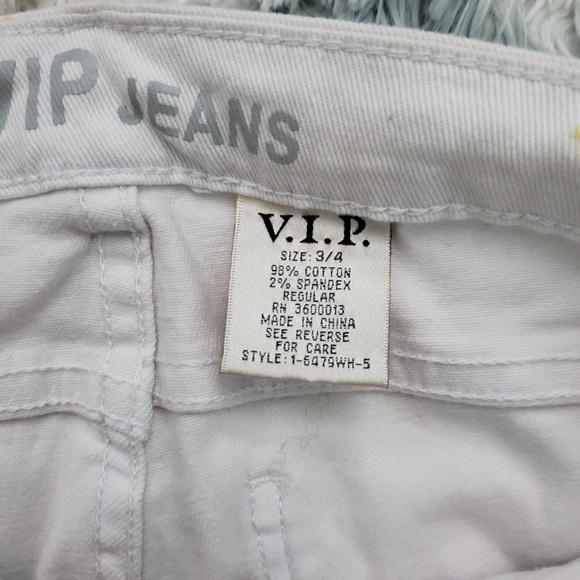 VIP JEANS
V.I.P.
SIZE: 3/4
98% COTTON
2% SPANDEX
REGULAR
RN 3600013
MADE IN CHINA
SEE REVERSE
FOR CARE
STYLE: 1-6479WH-5